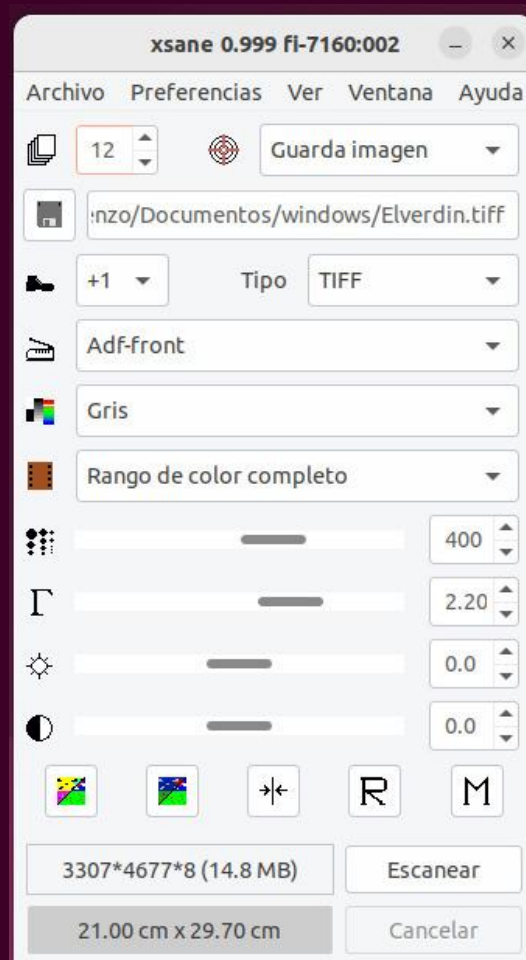 xsane 0.999 fi-7160:002
Archivo Preferencias Ver Ventana Ayuda
12 Guarda imagen
enzo/Documentos/windows/Elverdin.tiff
+1 Tipo TIFF
Adf-front
Gris
Rango de color completo
400
Γ 2.20
0.0
0.0
R M
3307*4677*8 (14.8 MB) Escanear
21.00 cm x 29.70 cm Cancelar